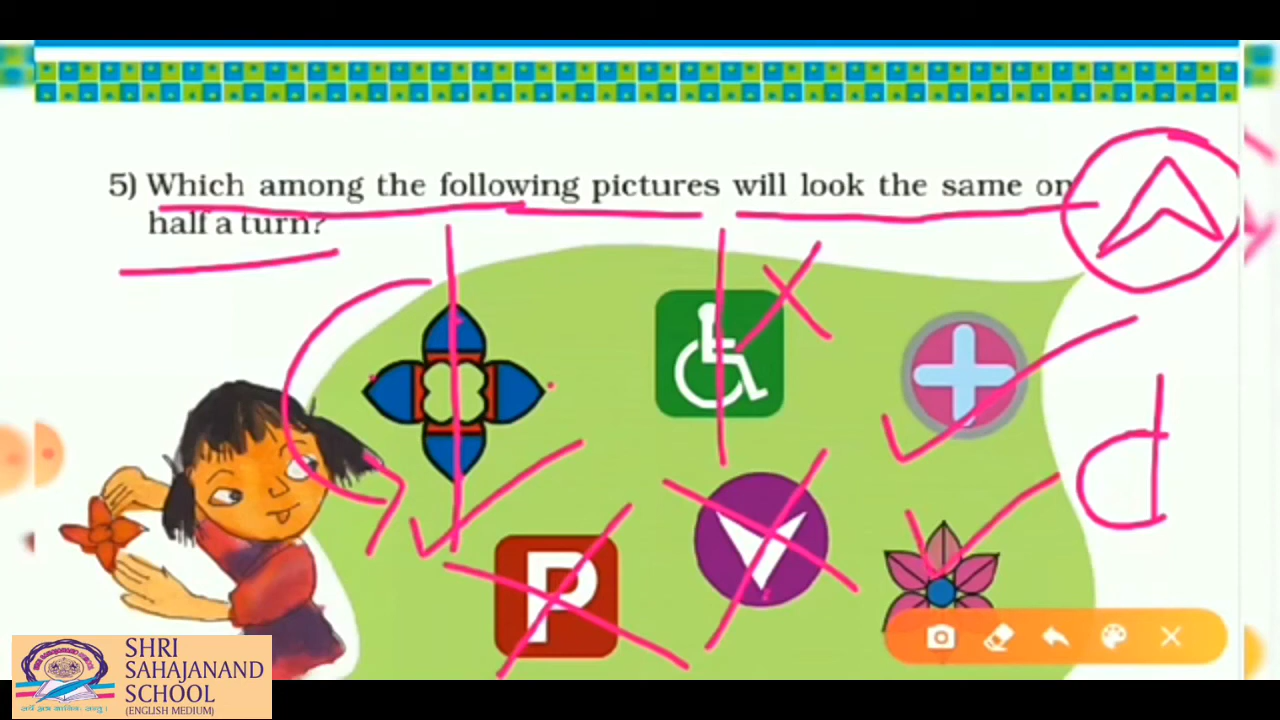 5) Which among the following pictures will look the same on
half a turn?
P
d
SHRI
SAHAJANAND
SCHOOL
(ENGLISH MEDIUM)